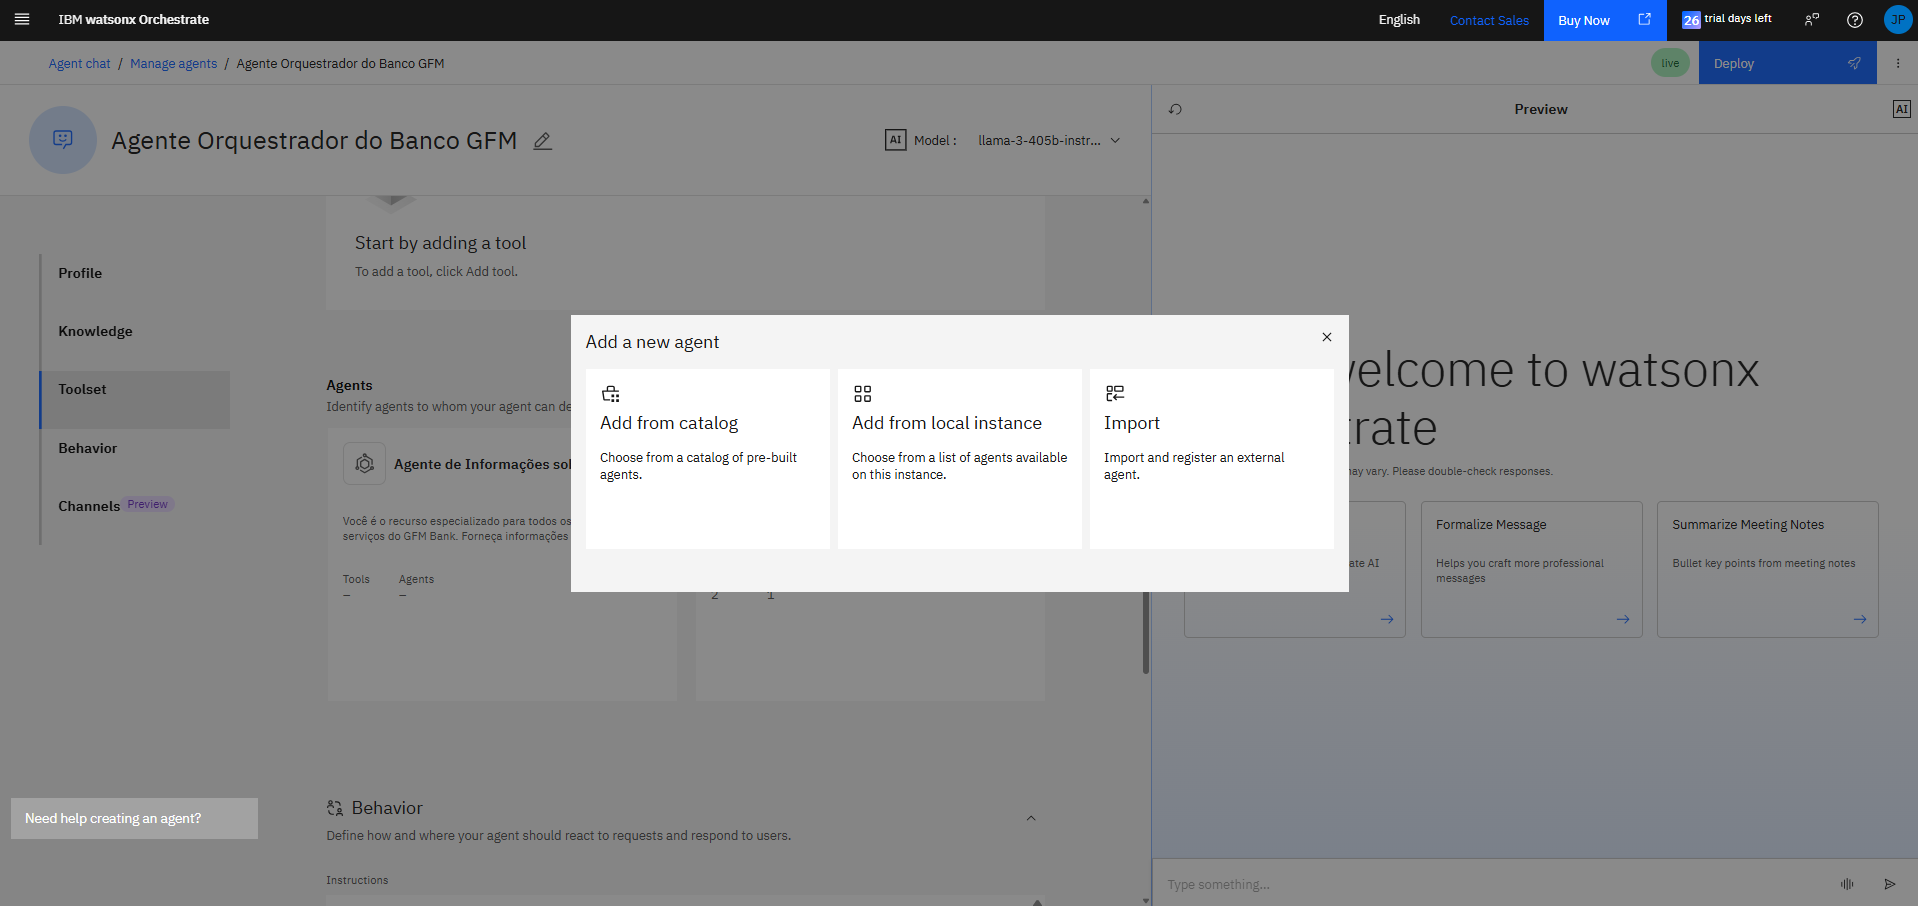 IBM watsonx Orchestrate
English
Contact Sales
Buy Now
26 trial days left
JP
Agent chat / Manage agents / Agente Orquestrador do Banco GFM
live
Deploy
Agente Orquestrador do Banco GFM
AI Model : llama-3-405b-instr...
Preview
AI
Start by adding a tool
To add a tool, click Add tool.
Profile
Knowledge
Toolset
Behavior
Channels Preview
Agents
Identify agents to whom your agent can de
Agente de Informações sol
Você é o recurso especializado para todos os
serviços do GFM Bank. Forneça informações
Tools Agents
– –
2 1
Add a new agent
Add from catalog
Choose from a catalog of pre-built
agents.
Add from local instance
Choose from a list of agents available
on this instance.
Import
Import and register an external
agent.
elcome to watsonx
trate
may vary. Please double-check responses.
ate AI
Formalize Message
Helps you craft more professional
messages
Summarize Meeting Notes
Bullet key points from meeting notes
Need help creating an agent?
Behavior
Define how and where your agent should react to requests and respond to users.
Instructions
Type something...